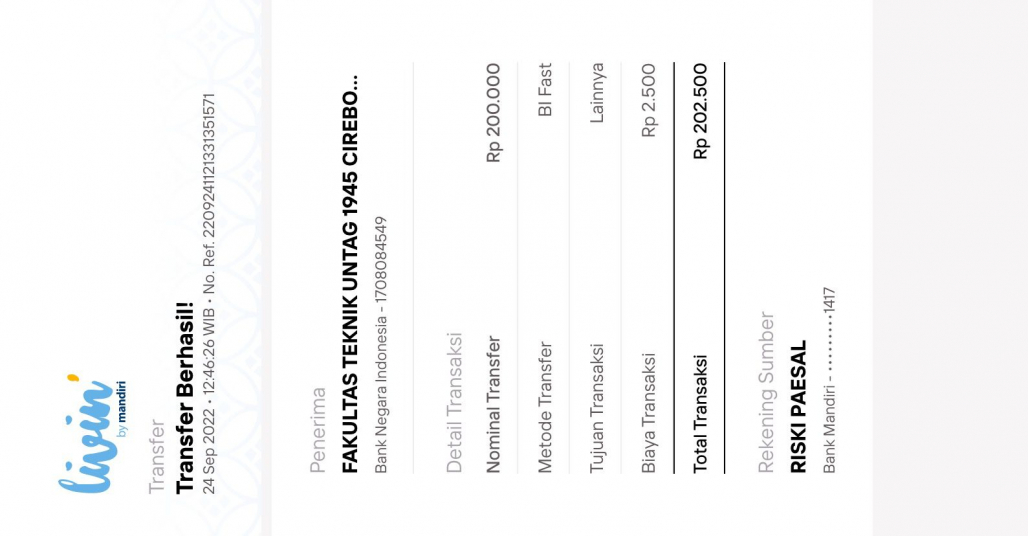 livin'
by mandiri
Transfer
Transfer Berhasil!
24 Sep 2022 • 12:46:26 WIB • No. Ref. 2209241121331351571
Penerima
FAKULTAS TEKNIK UNTAG 1945 CIREBO...
Bank Negara Indonesia - 1708084549
Detail Transaksi
Nominal Transfer Rp 200.000
Metode Transfer BI Fast
Tujuan Transaksi Lainnya
Biaya Transaksi Rp 2.500
Total Transaksi Rp 202.500
Rekening Sumber
RISKI PAESAL
Bank Mandiri - •••••••••1417